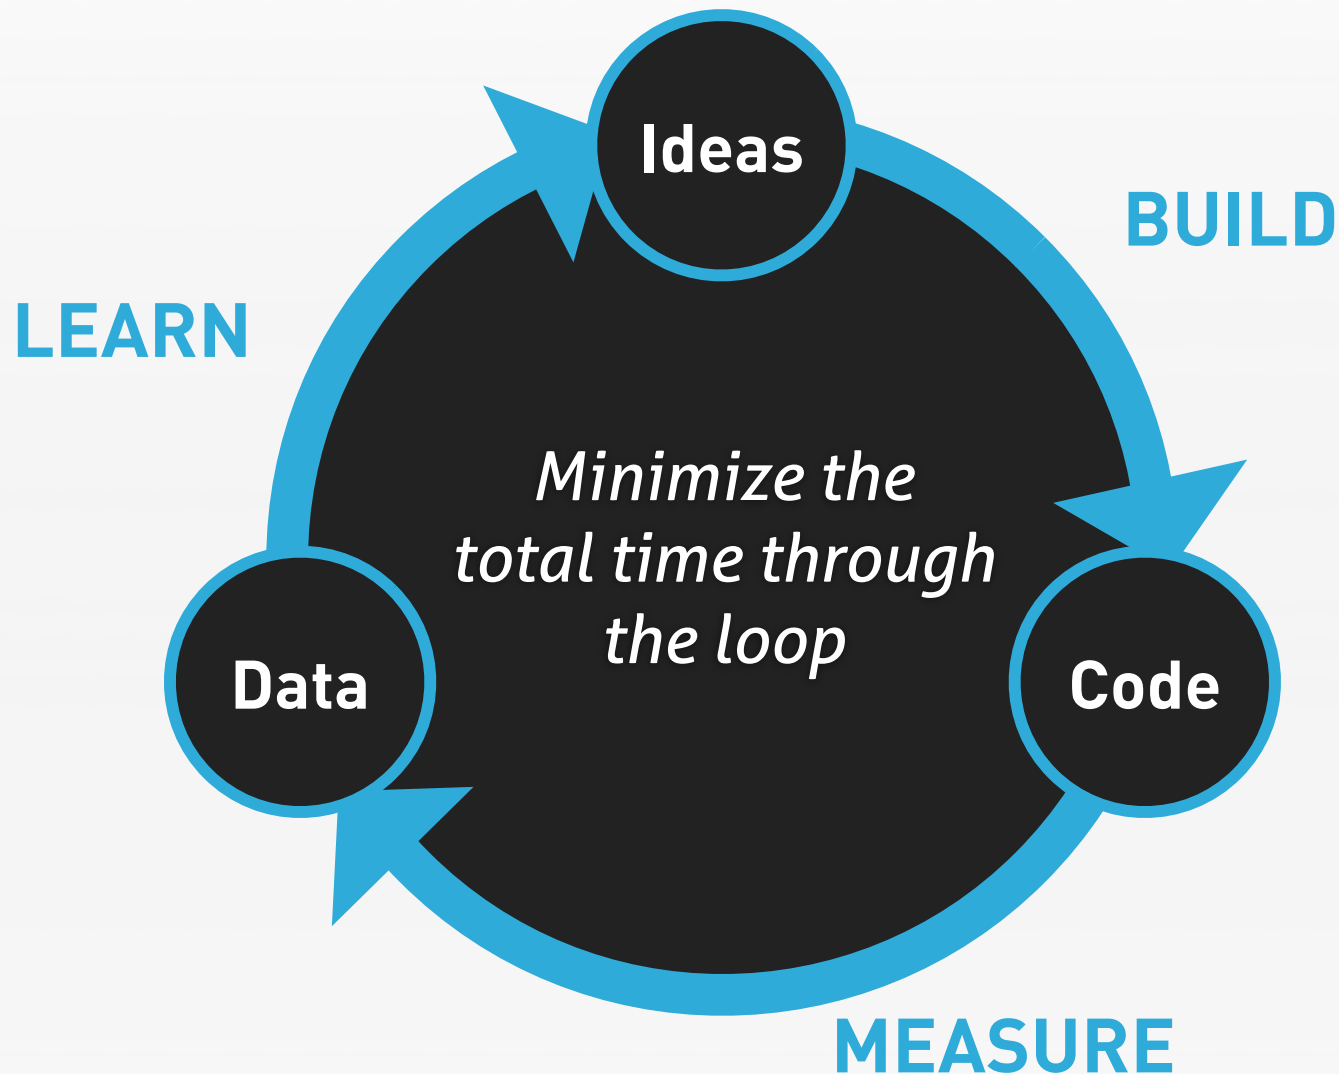 Ideas
BUILD
LEARN
Minimize the
total time through
the loop
Data
Code
MEASURE